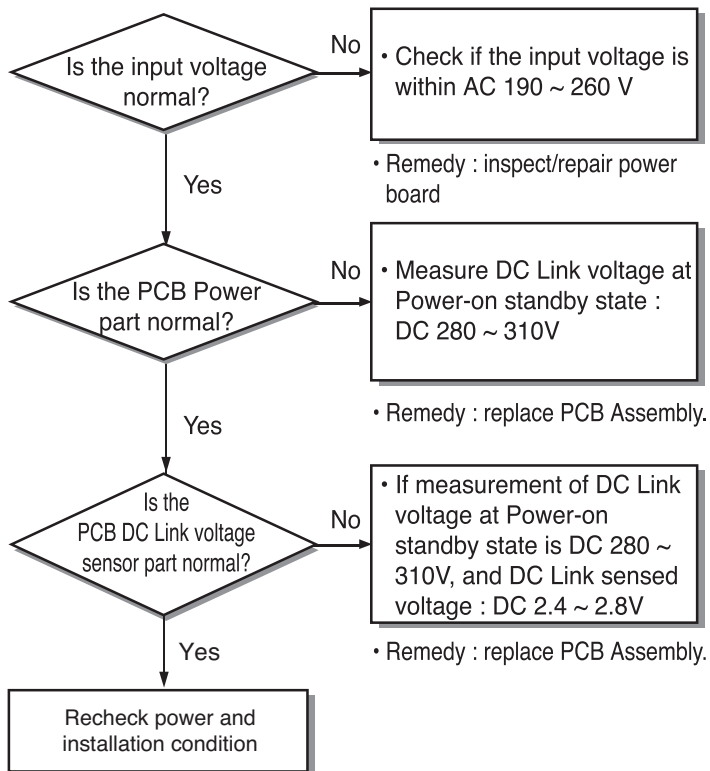 Is the input voltage
normal?
No
• Check if the input voltage is
within AC 190 ~ 260 V
• Remedy : inspect/repair power
board
Yes
Is the PCB Power
part normal?
No
• Measure DC Link voltage at
Power-on standby state :
DC 280 ~ 310V
• Remedy : replace PCB Assembly.
Yes
Is the
PCB DC Link voltage
sensor part normal?
No
• If measurement of DC Link
voltage at Power-on
standby state is DC 280 ~
310V, and DC Link sensed
voltage : DC 2.4 ~ 2.8V
• Remedy : replace PCB Assembly.
Yes
Recheck power and
installation condition